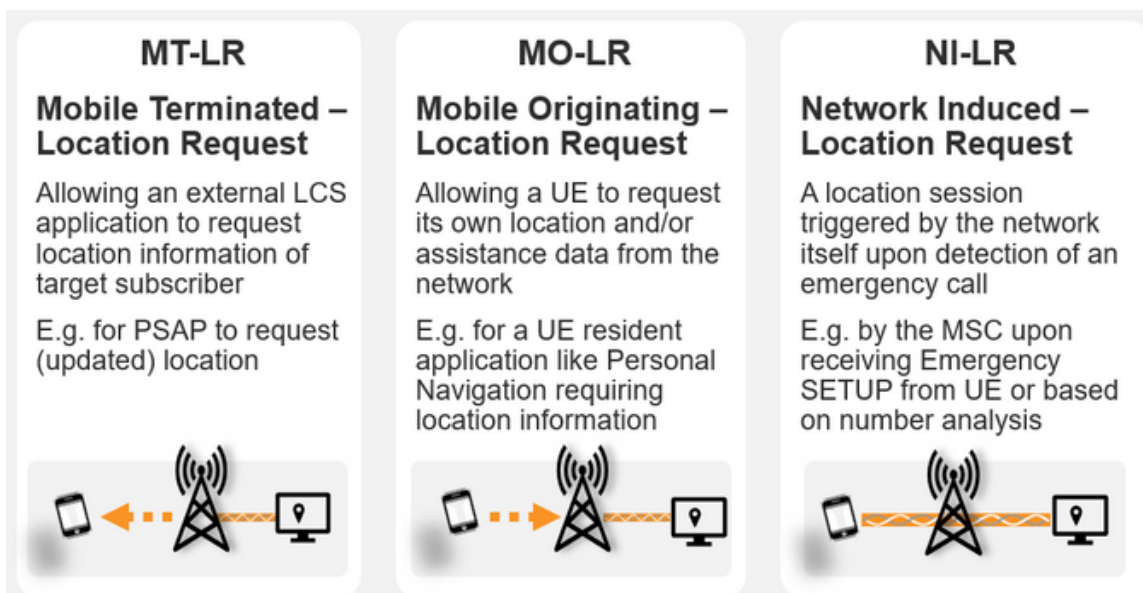 MT-LR
Mobile Terminated –
Location Request
Allowing an external LCS
application to request
location information of
target subscriber
E.g. for PSAP to request
(updated) location
MO-LR
Mobile Originating –
Location Request
Allowing a UE to request
its own location and/or
assistance data from the
network
E.g. for a UE resident
application like Personal
Navigation requiring
location information
NI-LR
Network Induced –
Location Request
A location session
triggered by the network
itself upon detection of an
emergency call
E.g. by the MSC upon
receiving Emergency
SETUP from UE or based
on number analysis